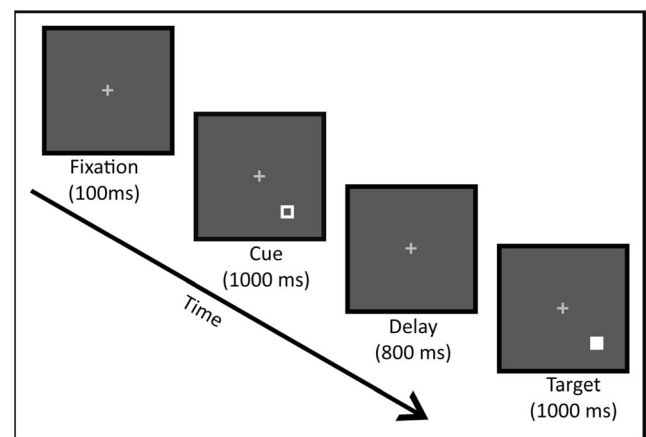 Fixation
(100ms)
Cue
(1000 ms)
Time
Delay
(800 ms)
Target
(1000 ms)